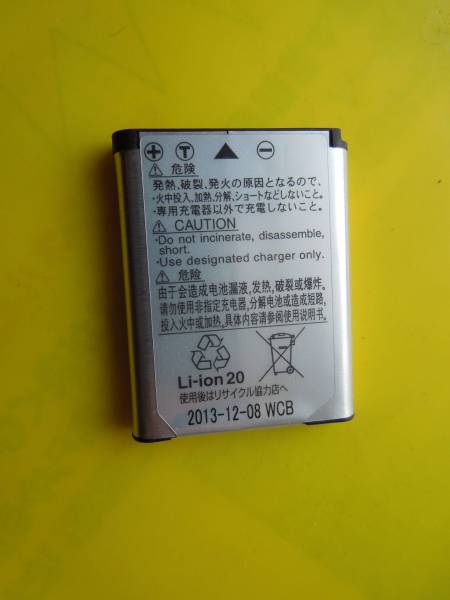 + T ▲ −
⚠ 危険
発熱、破裂、発火の原因となるので、
・火中投入、加熱、分解、ショートなどしないこと。
・専用充電器以外で充電しないこと。
⚠ CAUTION
·Do not incinerate, disassemble,
short.
·Use designated charger only.
⚠ 危险
由于会造成电池漏液，发热，破裂或爆炸。
请勿使用非指定充电器，分解电池或造成短路，
投入火中或加热。具体内容请参阅使用说明书。
Li-ion 20
使用後はリサイクル協力店へ
2013-12-08 WCB